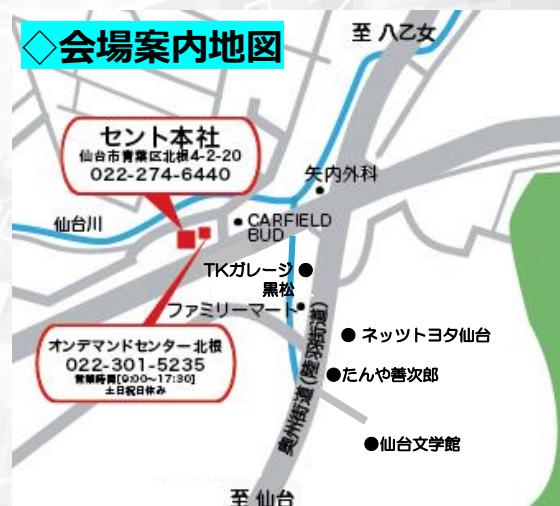 ◇会場案内地図
至 八乙女
セント本社
仙台市青葉区北根4-2-20
022-274-6440
矢内外科
仙台川
CARFIELD
BUD
TKガレージ
黒松
ファミリーマート
オンデマンドセンター北根
022-301-5235
営業時間[9:00～17:30]
土日祝日休み
ネッツトヨタ仙台
たんや善次郎
奥州街道(陸羽街道)
仙台文学館
至 仙台